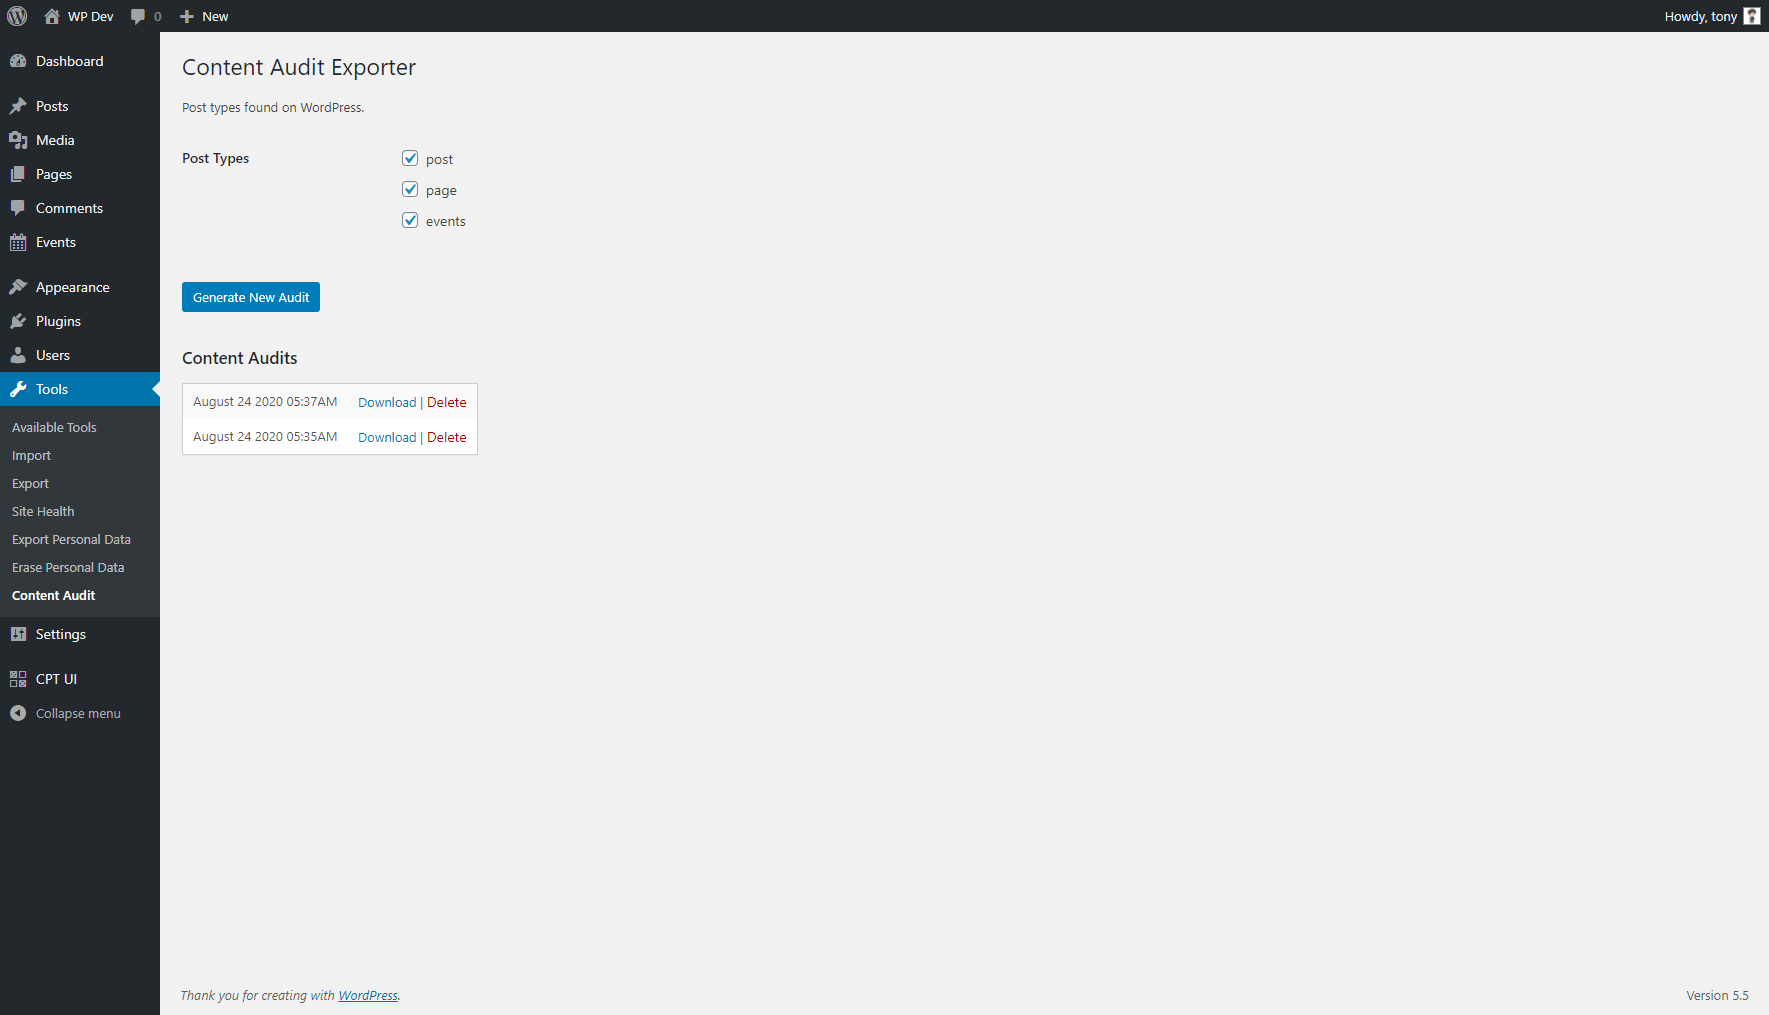 WP Dev 0 New Howdy, tony
Dashboard
Posts
Media
Pages
Comments
Events
Appearance
Plugins
Users
Tools
Available Tools
Import
Export
Site Health
Export Personal Data
Erase Personal Data
Content Audit
Settings
CPT UI
Collapse menu
Content Audit Exporter
Post types found on WordPress.
Post Types
post
page
events
Generate New Audit
Content Audits
August 24 2020 05:37AM Download | Delete
August 24 2020 05:35AM Download | Delete
Thank you for creating with WordPress. Version 5.5